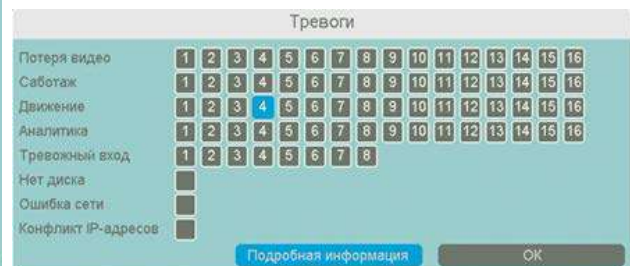 Тревоги
Потеря видео 1 2 3 4 5 6 7 8 9 10 11 12 13 14 15 16
Саботаж 1 2 3 4 5 6 7 8 9 10 11 12 13 14 15 16
Движение 1 2 3 4 5 6 7 8 9 10 11 12 13 14 15 16
Аналитика 1 2 3 4 5 6 7 8 9 10 11 12 13 14 15 16
Тревожный вход 1 2 3 4 5 6 7 8
Нет диска
Ошибка сети
Конфликт IP-адресов
Подробная информация OK